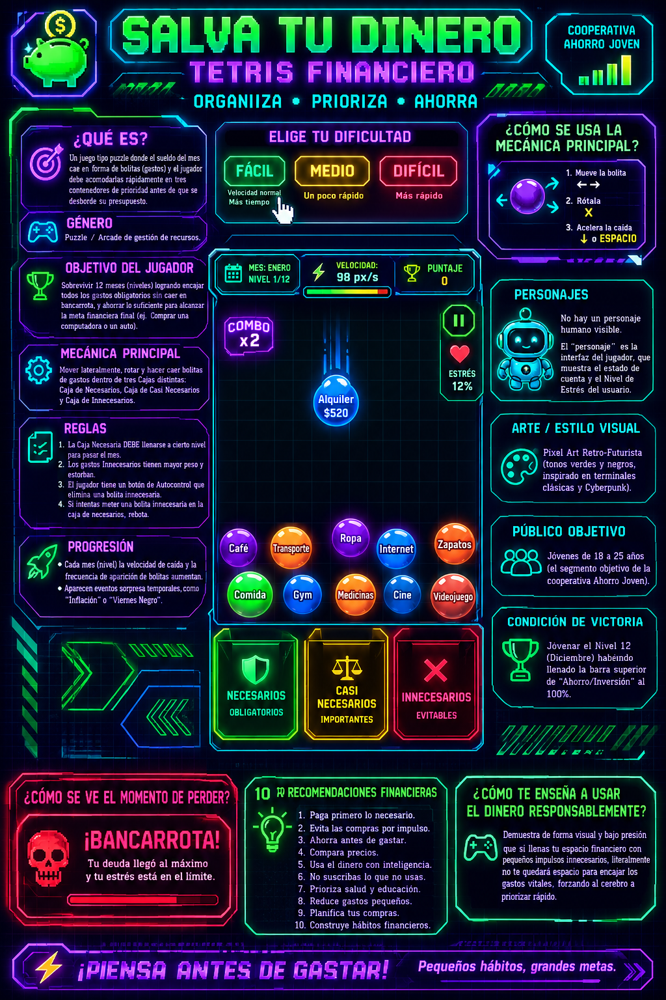 $
SALVA TU DINERO
TETRIS FINANCIERO
ORGANIIZA • PRIORIZA • AHORRA
COOPERATIVA
AHORRO JOVEN
¿QUÉ ES?
Un juego tipo puzzle donde el sueldo del mes
cae en forma de bolitas (gastos) y el jugador
debe acomodarlas rápidamente en tres
contenedores de prioridad antes de que se
desborde su presupuesto.
GÉNERO
Puzzle / Arcade de gestión de recursos.
OBJETIVO DEL JUGADOR
Sobrevivir 12 meses (niveles) logrando encajar
todos los gastos obligatorios sin caer en
bancarrota, y ahorrar lo suficiente para alcanzar
la meta financiera final (ej. Comprar una
computadora o un auto).
MECÁNICA PRINCIPAL
Mover lateralmente, rotar y hacer caer bolitas
de gastos dentro de tres Cajas distintas:
Caja de Necesarios, Caja de Casi Necesarios
y Caja de Innecesarios.
REGLAS
1. La Caja Necesaria DEBE llenarse a cierto nivel
para pasar el mes.
2. Los gastos Innecesarios tienen mayor peso y
estorban.
3. El jugador tiene un botón de Autocontrol que
elimina una bolita innecesaria.
4. Si intentas meter una bolita innecesaria en la
caja de necesarios, rebota.
PROGRESIÓN
• Cada mes (nivel) la velocidad de caida y la
frecuencia de aparición de bolitas aumentan.
• Aparecen eventos sorpresa temporales, como
"Inflación" o "Viernes Negro".
ELIGE TU DIFICULTAD
FÁCIL
MEDIO
DIFÍCIL
Velocidad normal
Más tiempo
Un poco rápido
Más rápido
MES: ENERO
NIVEL 1/12
VELOCIDAD:
98 px/s
PUNTAJE
0
COMBO
x2
ESTRÉS
12%
Alquiler
$520
Café
Transporte
Ropa
Internet
Zapatos
Comida
Gym
Medicinas
Cine
Videojuego
NECESARIOS
OBLIGATORIOS
CASI
NECESARIOS
IMPORTANTES
INNECESARIOS
EVITABLES
¿CÓMO SE USA LA
MECÁNICA PRINCIPAL?
1. Mueve la bolita
← →
2. Rótala
X
3. Acelera la caida
↓ o ESPACIO
PERSONAJES
No hay un personaje
humano visible.
El "personaje" es la
interfaz del jugador, que
muestra el estado de
cuenta y el Nivel de
Estrés del usuario.
ARTE / ESTILO VISUAL
Pixel Art Retro-Futurista
(tonos verdes y negros,
inspirado en terminales
clásicas y Cyberpunk).
PÚBLICO OBJETIVO
Jóvenes de 18 a 25 años
(el segmento objetivo de la
cooperativa Ahorro Joven).
CONDICIÓN DE VICTORIA
Jóvenar el Nivel 12
(Diciembre) habéindo
llenado la barra superior
de "Ahorro/Inversión" al
100%.
¿CÓMO SE VE EL MOMENTO DE PERDER?
¡BANCARROTA!
Tu deuda llegó al máximo
y tu estrés está en el límite.
10 RECOMENDACIONES FINANCIERAS
1. Paga primero lo necesario.
2. Evita las compras por impulso.
3. Ahorra antes de gastar.
4. Compara precios.
5. Usa el dinero con inteligencia.
6. No suscribas lo que no usas.
7. Prioriza salud y educación.
8. Reduce gastos pequeños.
9. Planifica tus compras.
10. Construye hábitos financieros.
¿CÓMO TE ENSEÑA A USAR
EL DINERO RESPONSABLEMENTE?
Demuestra de forma visual y bajo presión
que si llenas tu espacio financiero con
pequeños impulsos innecesarios, literalmente
no te quedará espacio para encajar los
gastos vitales, forzando al cerebro a
priorizar rápido.
¡PIENSA ANTES DE GASTAR!
Pequeños hábitos, grandes metas.